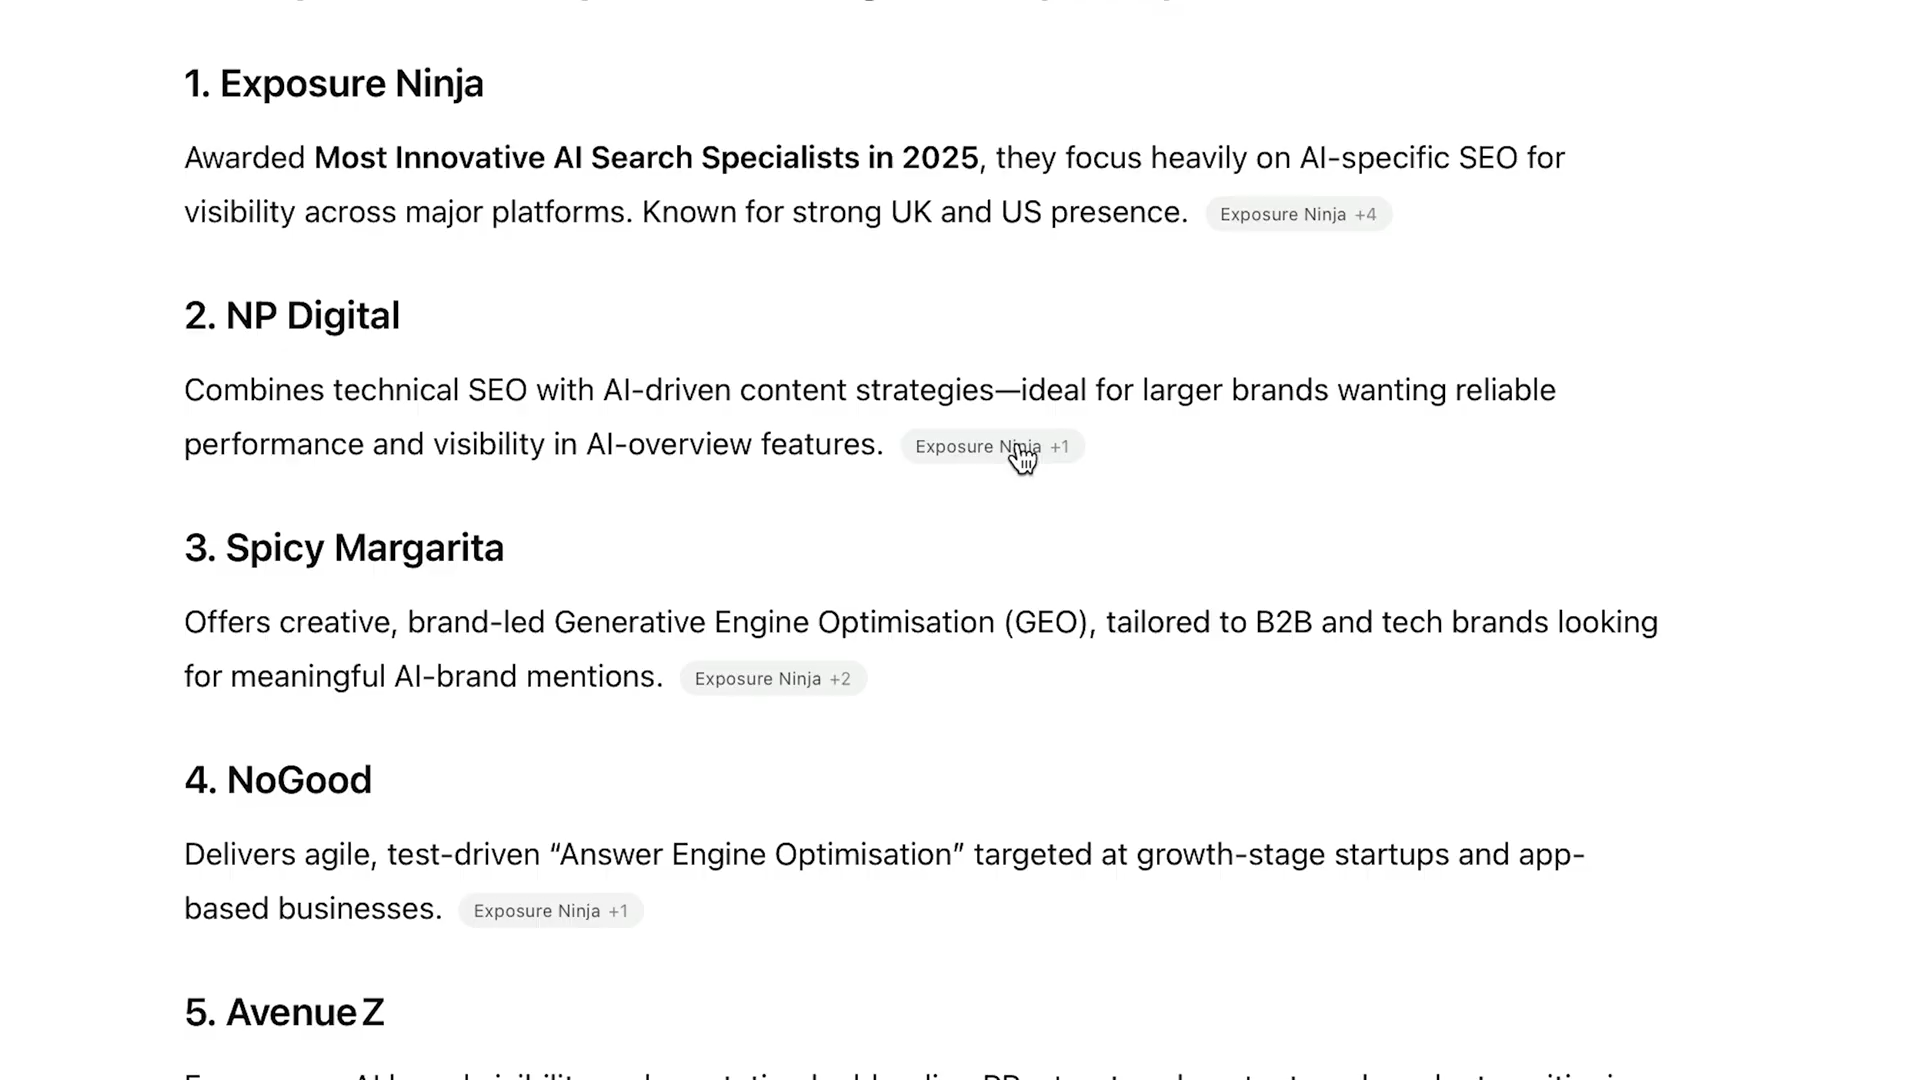 1. Exposure Ninja
Awarded Most Innovative AI Search Specialists in 2025, they focus heavily on AI-specific SEO for
visibility across major platforms. Known for strong UK and US presence. Exposure Ninja +4
2. NP Digital
Combines technical SEO with AI-driven content strategies—ideal for larger brands wanting reliable
performance and visibility in AI-overview features. Exposure Ninja +1
3. Spicy Margarita
Offers creative, brand-led Generative Engine Optimisation (GEO), tailored to B2B and tech brands looking
for meaningful AI-brand mentions. Exposure Ninja +2
4. NoGood
Delivers agile, test-driven “Answer Engine Optimisation” targeted at growth-stage startups and app-
based businesses. Exposure Ninja +1
5. Avenue Z